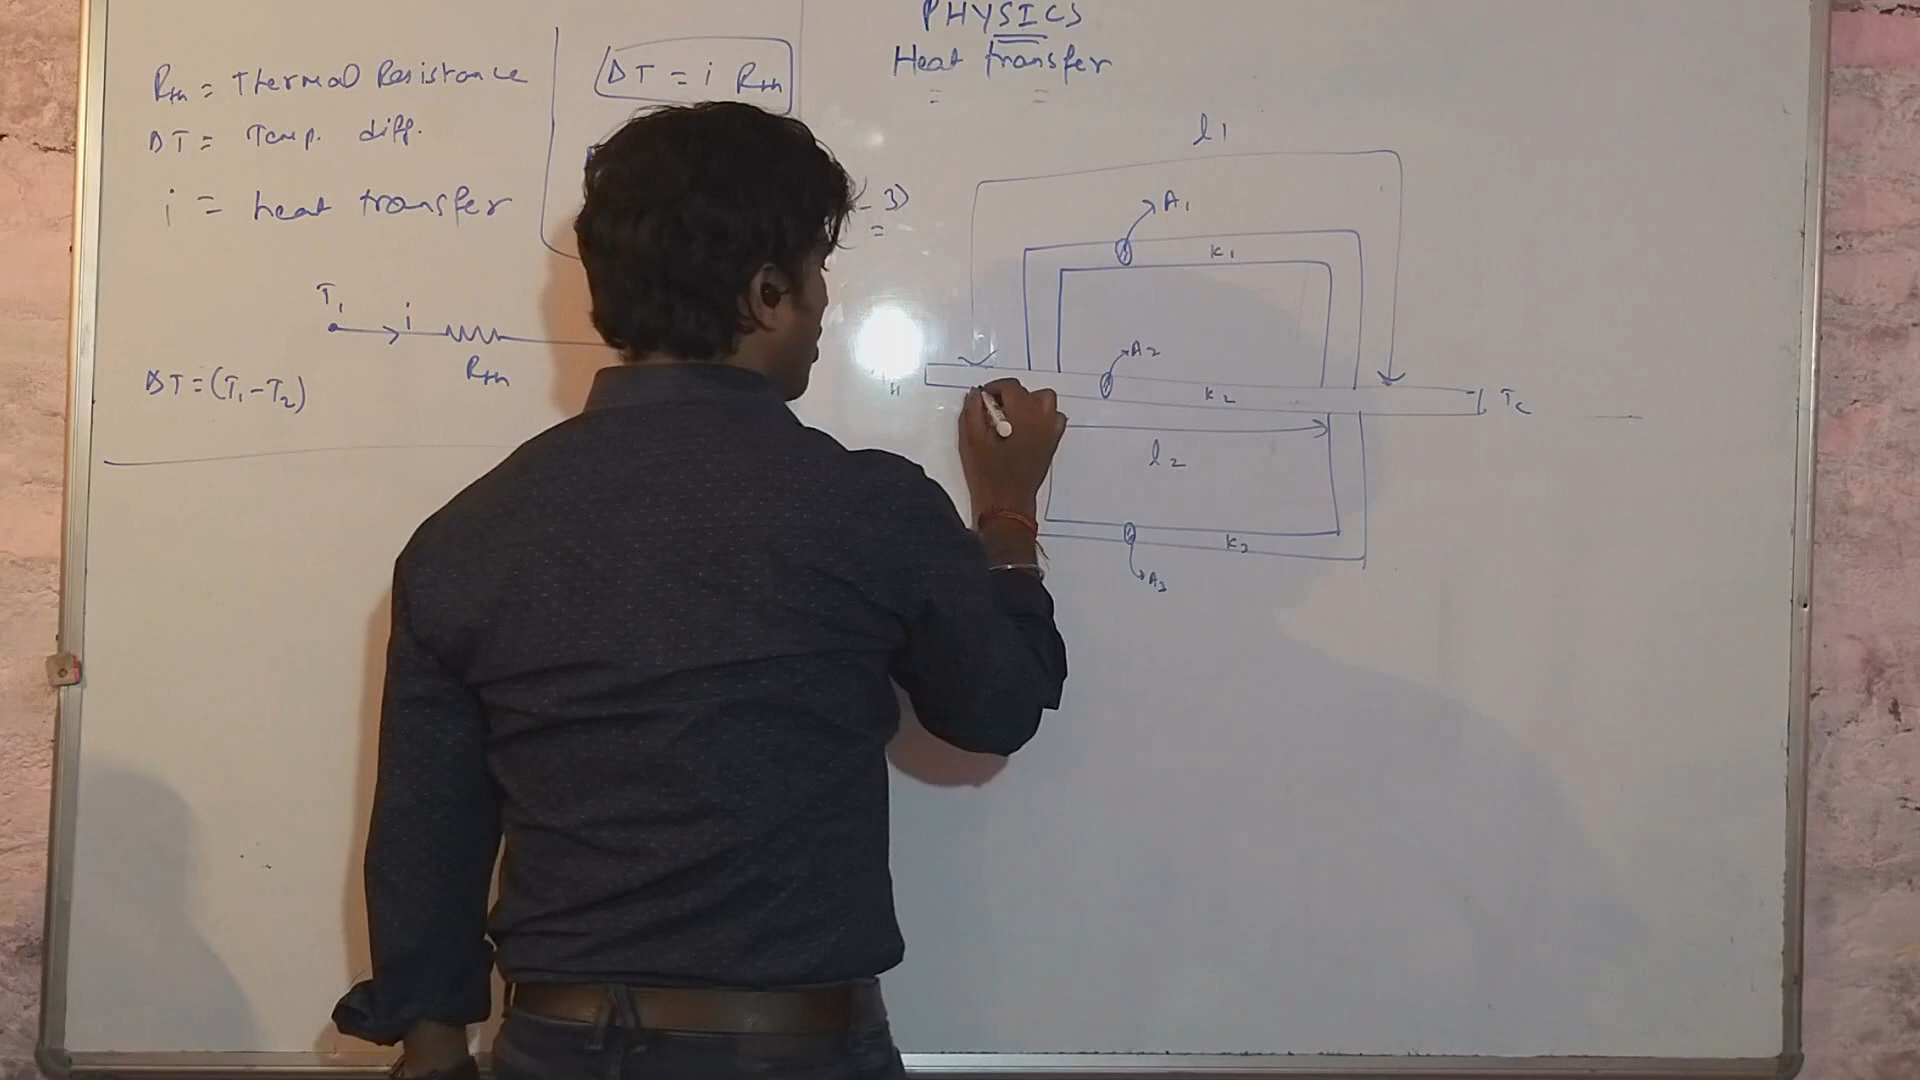 PHYSICS
Heat transfer
Rth = Thermal Resistance
ΔT = Temp. diff.
i = heat transfer
ΔT = i Rth
T1
i
Rth
ΔT = (T1 - T2)
- 3)
=
l1
A1
K1
A2
K2
H
Tc
l2
K3
A3